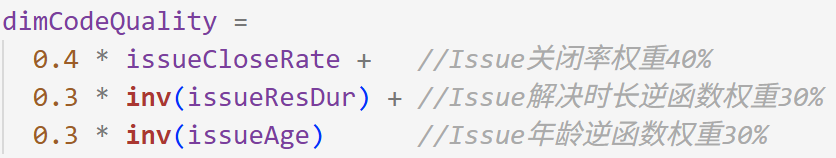 dimCodeQuality =
0.4 * issueCloseRate + //Issue关闭率权重40%
0.3 * inv(issueResDur) + //Issue解决时长逆函数权重30%
0.3 * inv(issueAge) //Issue年龄逆函数权重30%